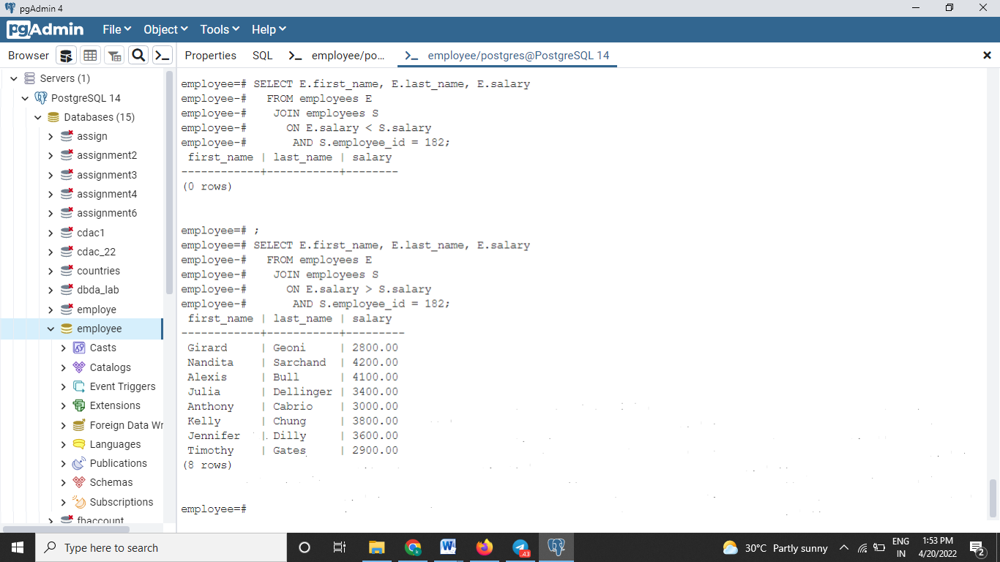 pgAdmin 4
pgAdmin File Object Tools Help
Browser Properties SQL employee/po... employee/postgres@PostgreSQL 14
Servers (1)
PostgreSQL 14
Databases (15)
assign
assignment2
assignment3
assignment4
assignment6
cdac1
cdac_22
countries
dbda_lab
employe
employee
Casts
Catalogs
Event Triggers
Extensions
Foreign Data Wr
Languages
Publications
Schemas
Subscriptions
fbaccount
employee=# SELECT E.first_name, E.last_name, E.salary
employee-#   FROM employees E
employee-#    JOIN employees S
employee-#      ON E.salary < S.salary
employee-#       AND S.employee_id = 182;
 first_name | last_name | salary
------------+-----------+--------
(0 rows)
employee=# ;
employee=# SELECT E.first_name, E.last_name, E.salary
employee-#   FROM employees E
employee-#    JOIN employees S
employee-#      ON E.salary > S.salary
employee-#       AND S.employee_id = 182;
 first_name | last_name | salary
------------+-----------+---------
 Girard     | Geoni     | 2800.00
 Nandita    | Sarchand  | 4200.00
 Alexis     | Bull      | 4100.00
 Julia      | Dellinger | 3400.00
 Anthony    | Cabrio    | 3000.00
 Kelly      | Chung     | 3800.00
 Jennifer   | Dilly     | 3600.00
 Timothy    | Gates     | 2900.00
(8 rows)
employee=#
Type here to search
43
30°C Partly sunny
ENG
IN
1:53 PM
4/20/2022
2